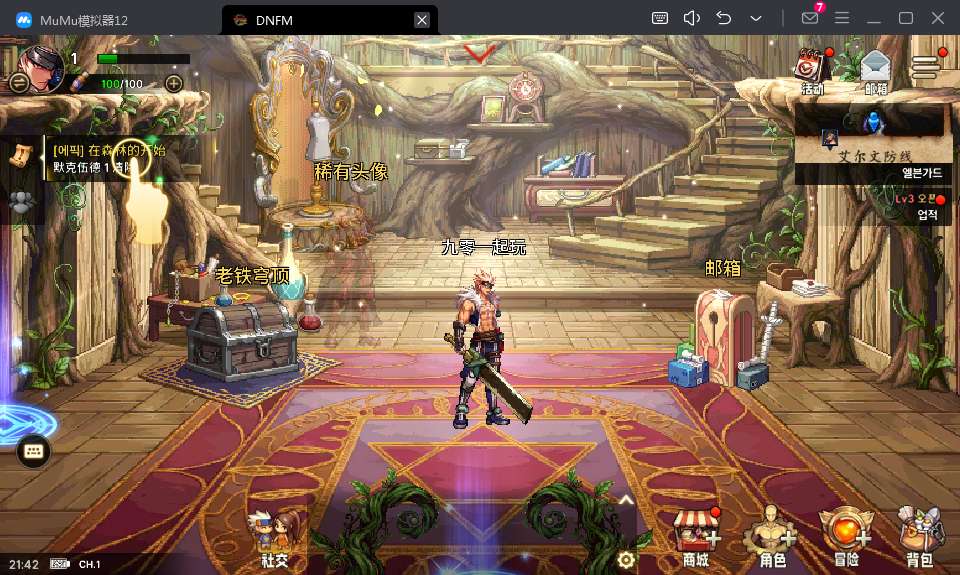 MuMu模拟器12
DNFM
7
1
100/100
活动
邮箱
[에픽] 在森林的开始
默克伍德 1
艾尔文防线
엘븐가드
Lv3 오픈
업적
稀有头像
九零一起玩
老铁穹顶
邮箱
社交
商城
角色
冒险
背包
21:42
CH.1